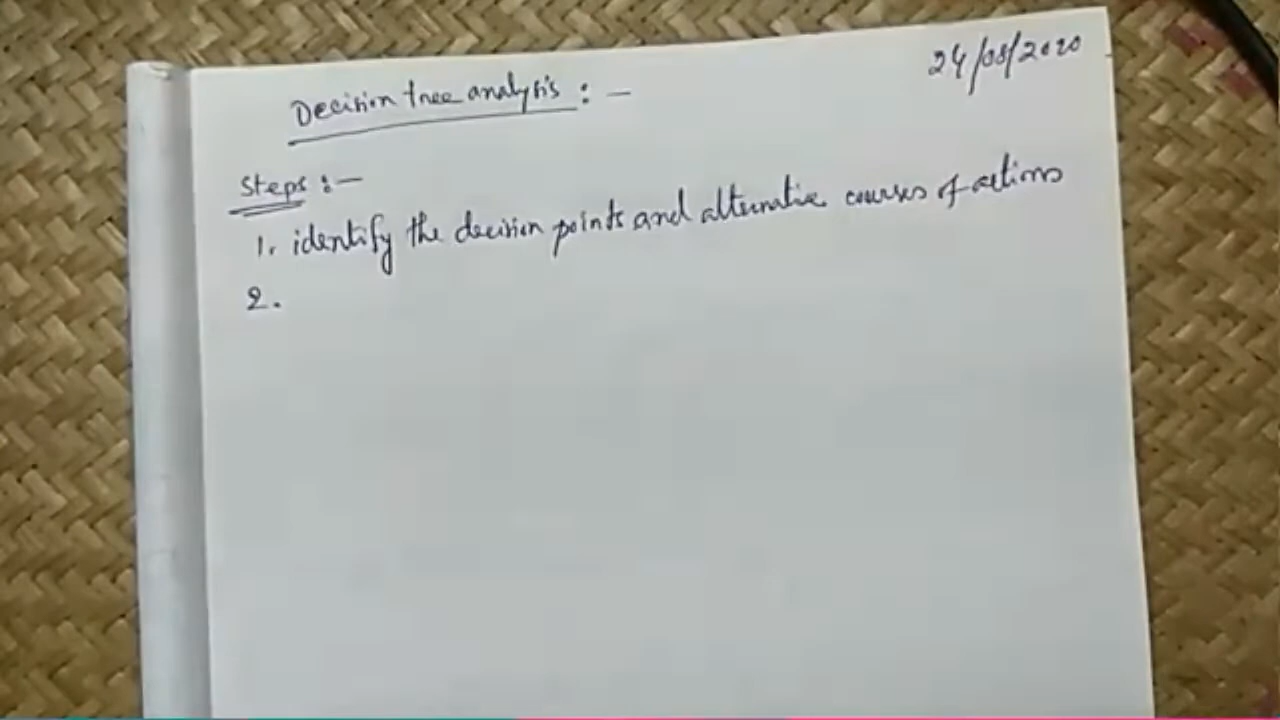 24/08/2020
Decision tree analysis : -
Steps :-
1. identify the decision points and alternative courses of actions
2.